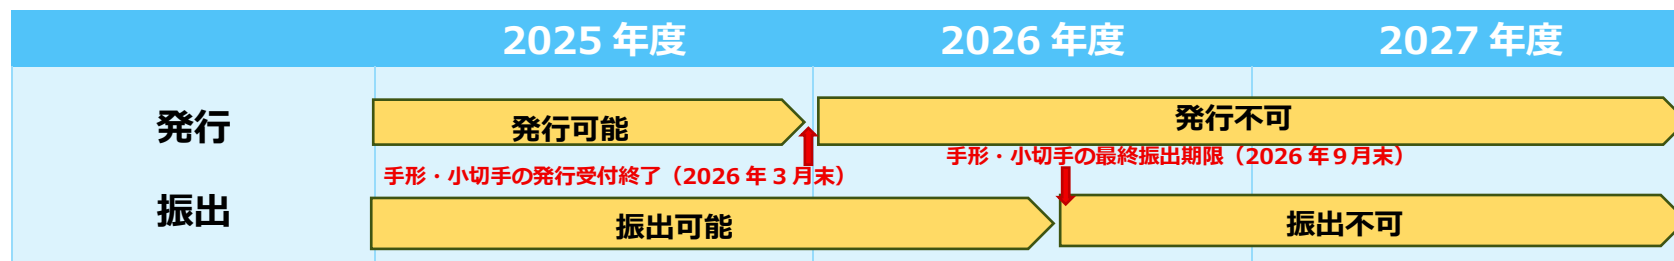 2025 年度 2026 年度 2027 年度
発行 発行可能 発行不可
手形・小切手の発行受付終了（2026 年 3 月末） 手形・小切手の最終振出期限（2026 年９月末）
振出 振出可能 振出不可